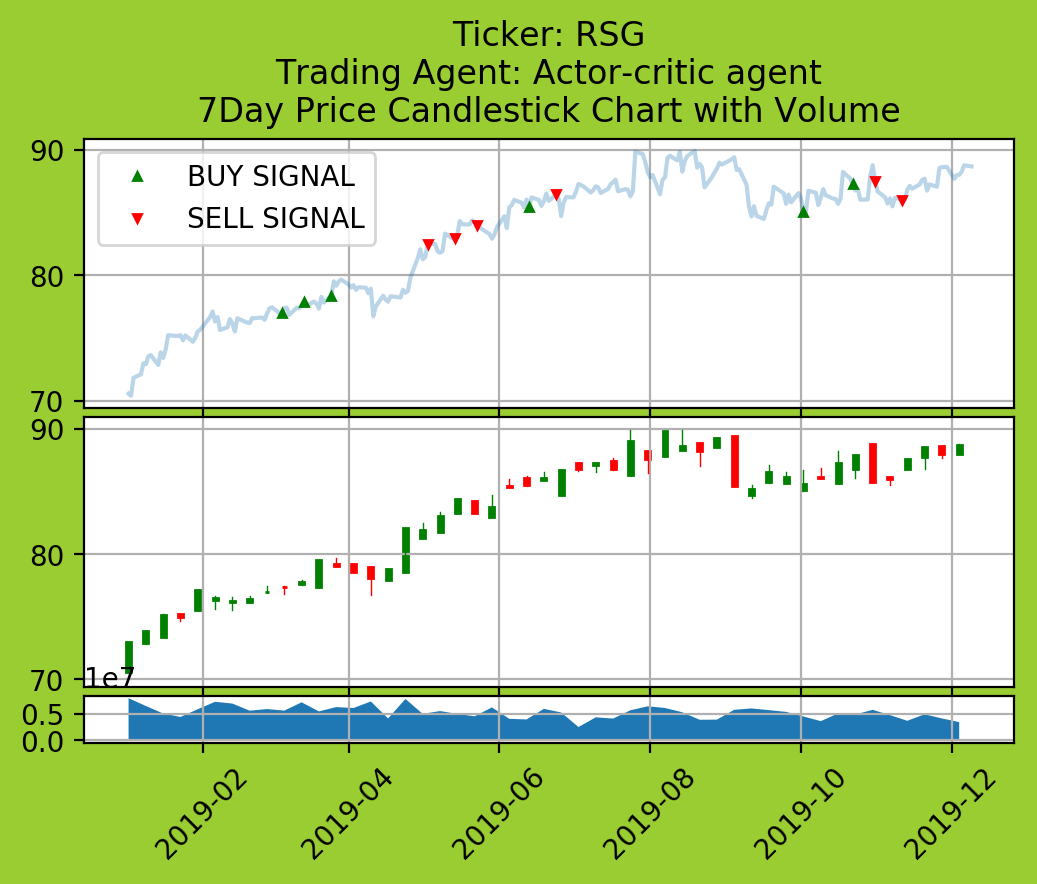 Ticker: RSG
Trading Agent: Actor-critic agent
7Day Price Candlestick Chart with Volume
90
BUY SIGNAL
SELL SIGNAL
80
70
90
80
70
1e7
0.5
0.0
2019-02
2019-04
2019-06
2019-08
2019-10
2019-12